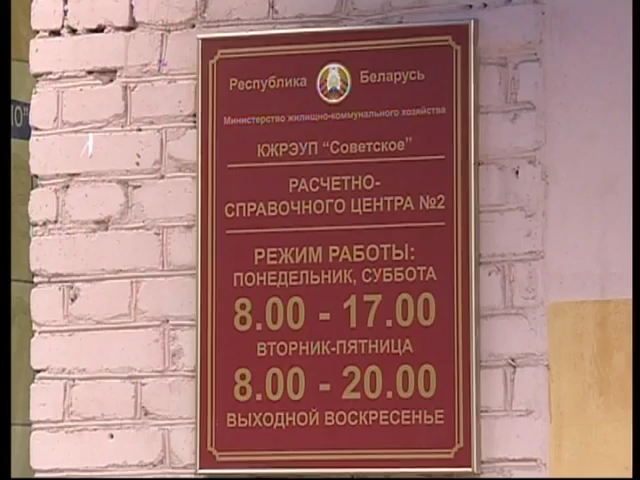 Республика Беларусь
Министерство жилищно-коммунального хозяйства
КЖРЭУП "Советское"
РАСЧЕТНО-
СПРАВОЧНОГО ЦЕНТРА №2
РЕЖИМ РАБОТЫ:
ПОНЕДЕЛЬНИК, СУББОТА
8.00 - 17.00
ВТОРНИК-ПЯТНИЦА
8.00 - 20.00
ВЫХОДНОЙ ВОСКРЕСЕНЬЕ